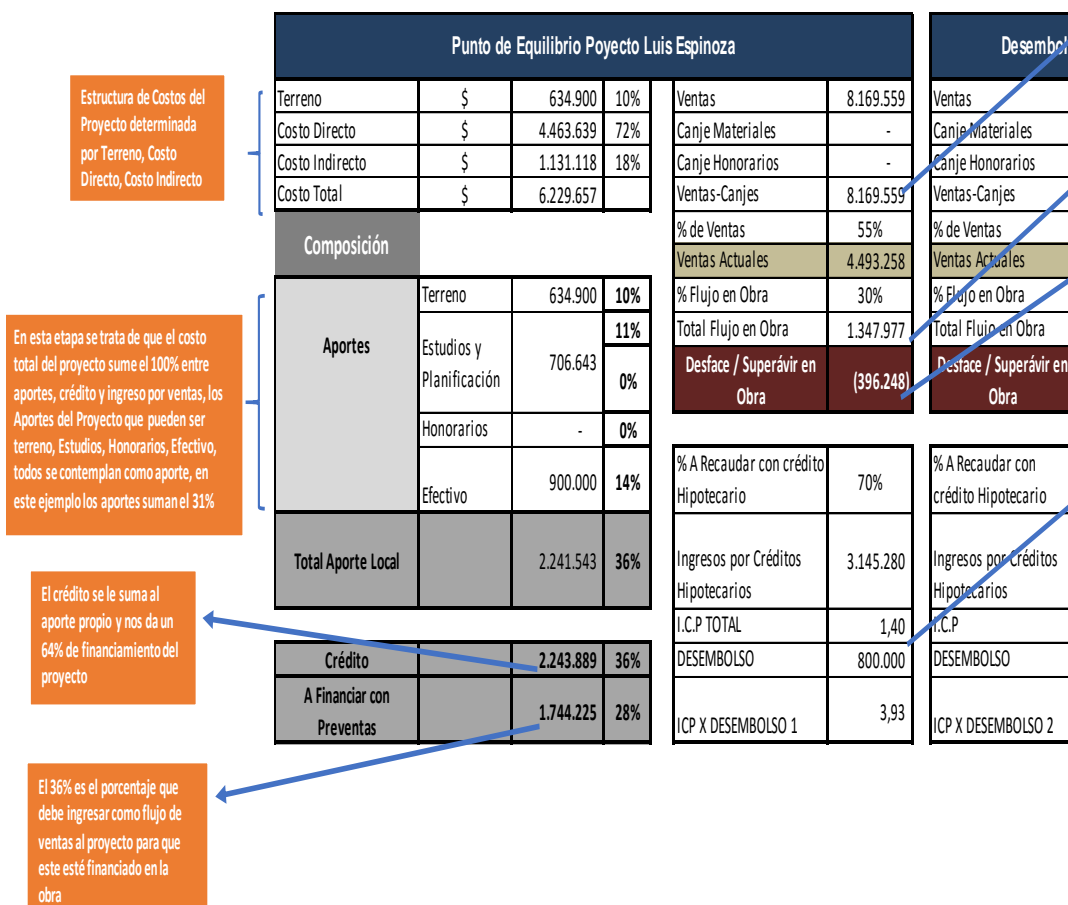 Punto de Equilibrio Poyecto Luis Espinoza
Estructura de Costos del
Proyecto determinada
por Terreno, Costo
Directo, Costo Indirecto
Terreno $ 634.900 10%
Costo Directo $ 4.463.639 72%
Costo Indirecto $ 1.131.118 18%
Costo Total $ 6.229.657
Composición
En esta etapa se trata de que el costo
total del proyecto sume el 100% entre
aportes, crédito y ingreso por ventas, los
Aportes del Proyecto que pueden ser
terreno, Estudios, Honorarios, Efectivo,
todos se contemplan como aporte, en
este ejemplo los aportes suman el 31%
Aportes
Terreno 634.900 10%
Estudios y
Planificación
706.643
11%
0%
Honorarios - 0%
Efectivo 900.000 14%
Total Aporte Local 2.241.543 36%
El crédito se le suma al
aporte propio y nos da un
64% de financiamiento del
proyecto
Crédito 2.243.889 36%
A Financiar con
Preventas
1.744.225 28%
El 36% es el porcentaje que
debe ingresar como flujo de
ventas al proyecto para que
este esté financiado en la
obra
Ventas 8.169.559
Canje Materiales -
Canje Honorarios -
Ventas-Canjes 8.169.559
% de Ventas 55%
Ventas Actuales 4.493.258
% Flujo en Obra 30%
Total Flujo en Obra 1.347.977
Desface / Superávir en
Obra
(396.248)
% A Recaudar con crédito
Hipotecario
70%
Ingresos por Créditos
Hipotecarios
3.145.280
I.C.P TOTAL 1,40
DESEMBOLSO 800.000
ICP X DESEMBOLSO 1 3,93
Ventas
Canje Materiales
Canje Honorarios
Ventas-Canjes
% de Ventas
Ventas Actuales
% Flujo en Obra
Total Flujo en Obra
Desface / Superávir en
Obra
% A Recaudar con
crédito Hipotecario
Ingresos por Créditos
Hipotecarios
I.C.P
DESEMBOLSO
ICP X DESEMBOLSO 2